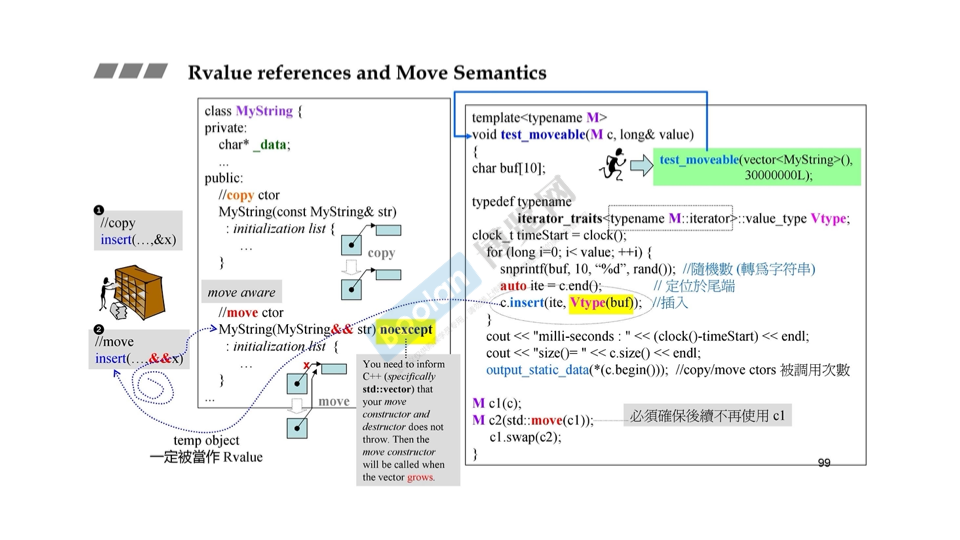 Rvalue references and Move Semantics
❶
//copy
insert(…,&x)
❷
//move
insert(…,&&x)
temp object
一定被當作 Rvalue
class MyString {
private:
char* _data;
...
public:
//copy ctor
MyString(const MyString& str)
: initialization list {
…
}
copy
move aware
//move ctor
MyString(MyString&& str) noexcept
: initialization list {
…
}
...
x
move
You need to inform
C++ (specifically
std::vector) that
your move
constructor and
destructor does not
throw. Then the
move constructor
will be called when
the vector grows.
template<typename M>
void test_moveable(M c, long& value)
{
char buf[10];
test_moveable(vector<MyString>(),
30000000L);
typedef typename
iterator_traits<typename M::iterator>::value_type Vtype;
clock_t timeStart = clock();
for (long i=0; i< value; ++i) {
snprintf(buf, 10, “%d”, rand()); //隨機數 (轉爲字符串)
auto ite = c.end(); // 定位於尾端
c.insert(ite, Vtype(buf)); //插入
}
cout << "milli-seconds : " << (clock()-timeStart) << endl;
cout << "size()= " << c.size() << endl;
output_static_data(*(c.begin())); //copy/move ctors 被調用次數
M c1(c);
M c2(std::move(c1)); 必須確保後續不再使用 c1
c1.swap(c2);
}
99
Boolan
博览网